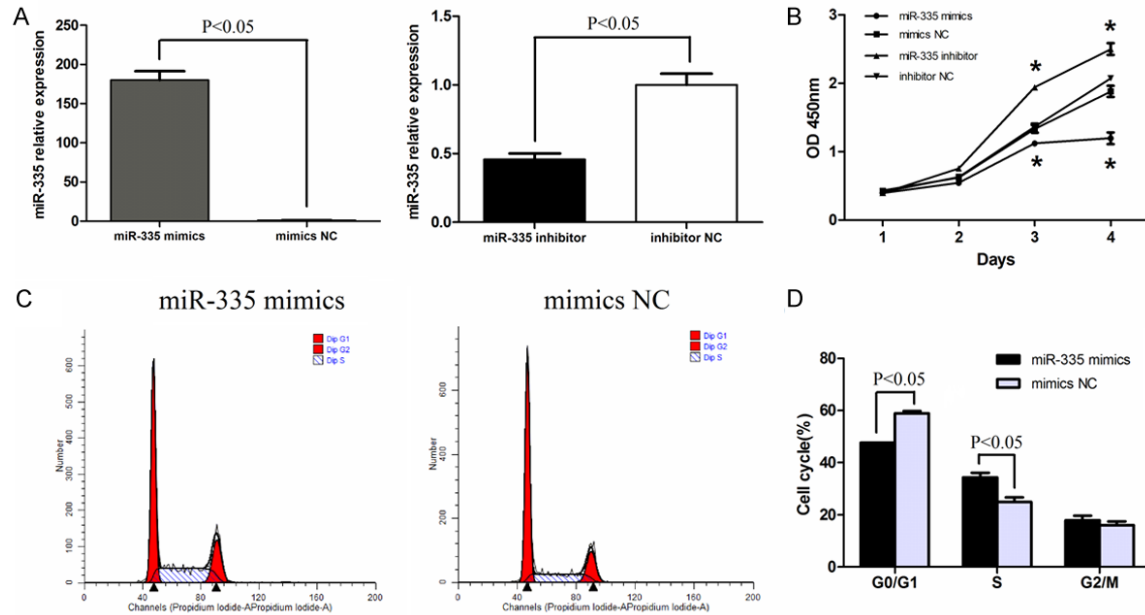 A
miR-335 relative expression
250
200
150
100
50
0
P<0.05
miR-335 mimics
mimics NC
miR-335 relative expression
1.5
1.0
0.5
0.0
P<0.05
miR-335 inhibitor
inhibitor NC
B
OD 450nm
3
2
1
0
miR-335 mimics
mimics NC
miR-335 inhibitor
inhibitor NC
*
*
*
*
1 2 3 4
Days
C
miR-335 mimics
Number
600
500
400
300
200
100
0
Dip G1
Dip G2
Dip S
0 40 80 120 160 200
Channels (Propidium Iodide-APropidium Iodide-A)
mimics NC
Number
600
400
200
0
Dip G1
Dip G2
Dip S
0 40 80 120 160 200
Channels (Propidium Iodide-APropidium Iodide-A)
D
Cell cycle(%)
80
60
40
20
0
miR-335 mimics
mimics NC
P<0.05
P<0.05
G0/G1
S
G2/M